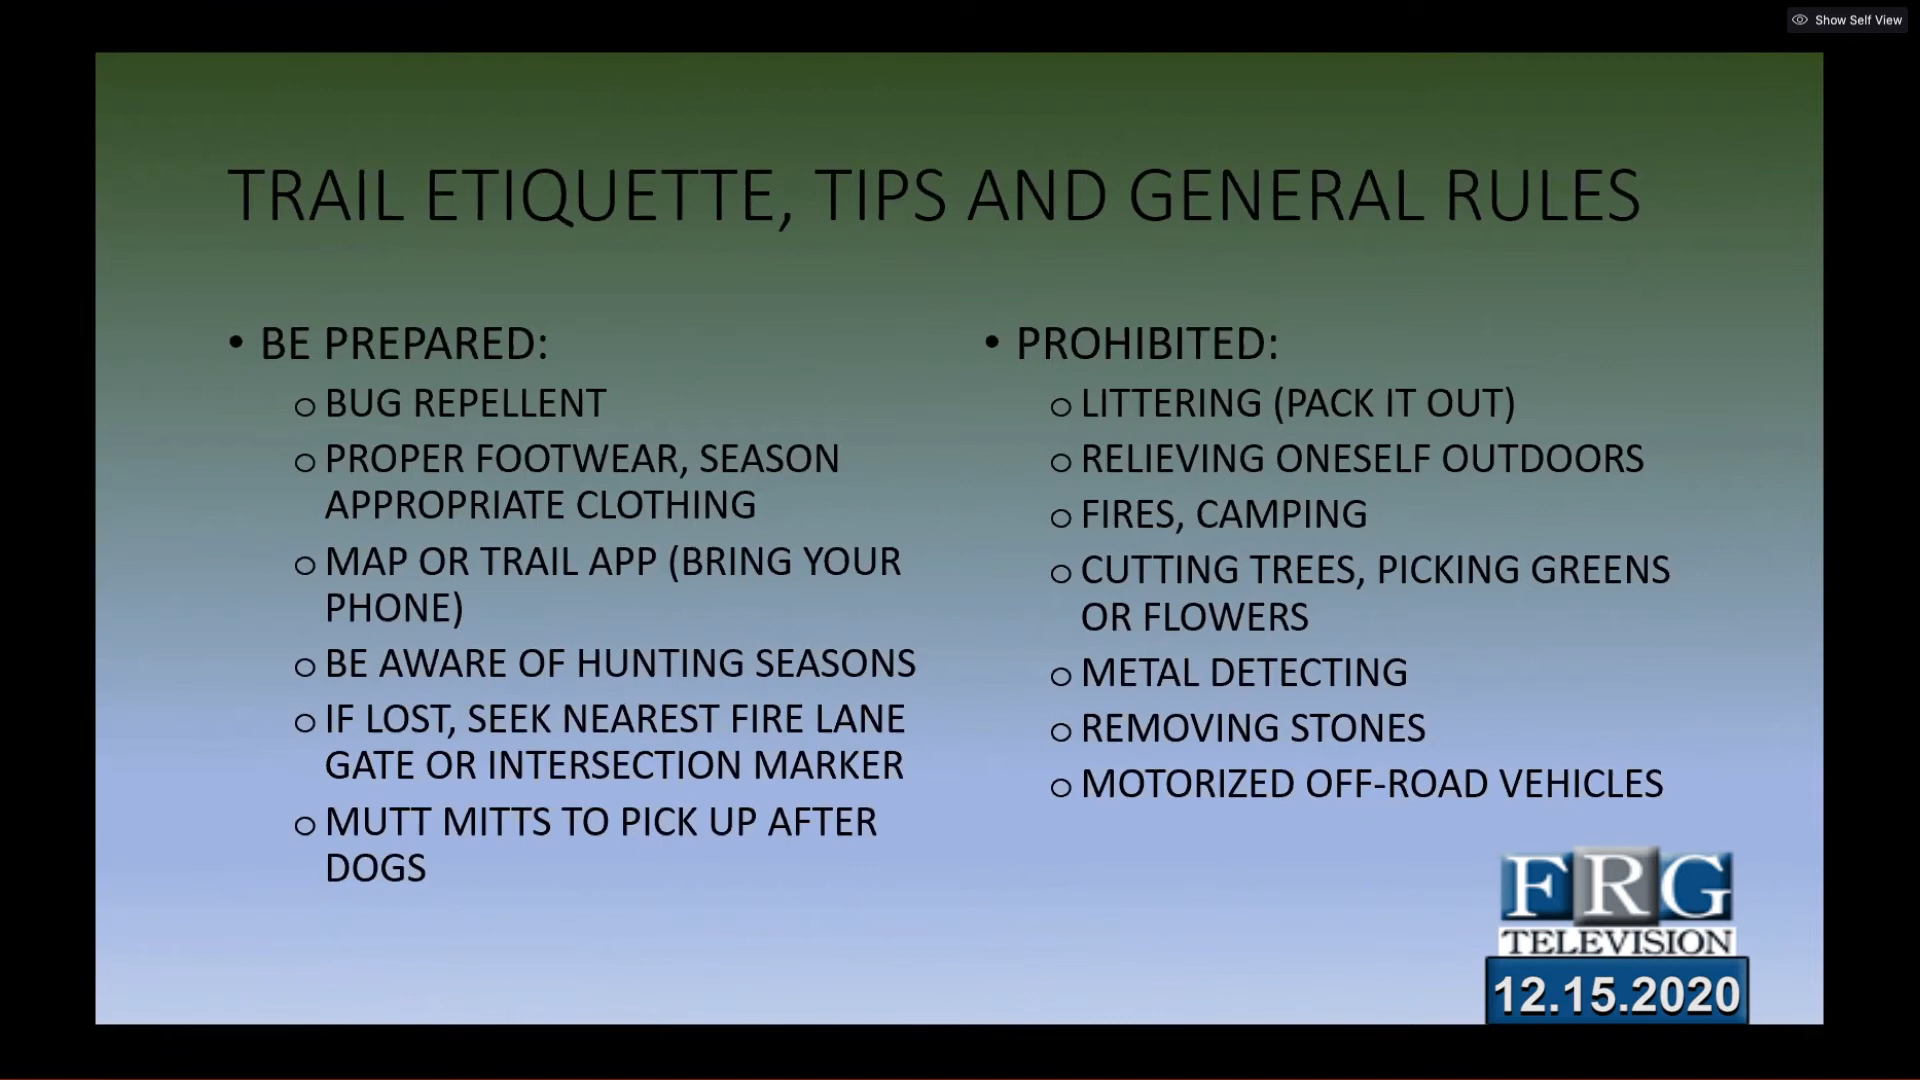 Show Self View
TRAIL ETIQUETTE, TIPS AND GENERAL RULES
• BE PREPARED:
o BUG REPELLENT
o PROPER FOOTWEAR, SEASON
APPROPRIATE CLOTHING
o MAP OR TRAIL APP (BRING YOUR
PHONE)
o BE AWARE OF HUNTING SEASONS
o IF LOST, SEEK NEAREST FIRE LANE
GATE OR INTERSECTION MARKER
o MUTT MITTS TO PICK UP AFTER
DOGS
• PROHIBITED:
o LITTERING (PACK IT OUT)
o RELIEVING ONESELF OUTDOORS
o FIRES, CAMPING
o CUTTING TREES, PICKING GREENS
OR FLOWERS
o METAL DETECTING
o REMOVING STONES
o MOTORIZED OFF-ROAD VEHICLES
FRG
TELEVISION
12.15.2020